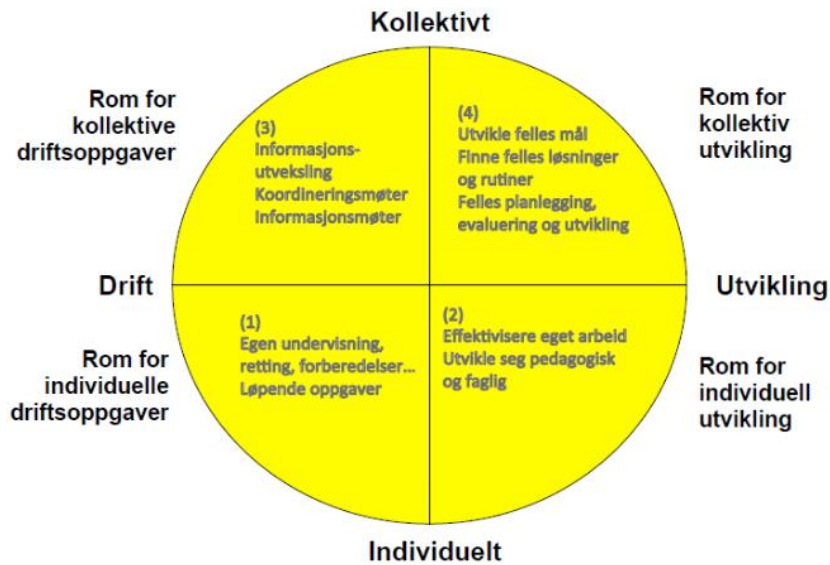 Kollektivt
Rom for
kollektive
driftsoppgaver
(3)
Informasjons-
utveksling
Koordineringsmøter
Informasjonsmøter
(4)
Utvikle felles mål
Finne felles løsninger
og rutiner
Felles planlegging,
evaluering og utvikling
Rom for
kollektiv
utvikling
Drift
Utvikling
Rom for
individuelle
driftsoppgaver
(1)
Egen undervisning,
retting, forberedelser...
Løpende oppgaver
(2)
Effektivisere eget arbeid
Utvikle seg pedagogisk
og faglig
Rom for
individuell
utvikling
Individuelt